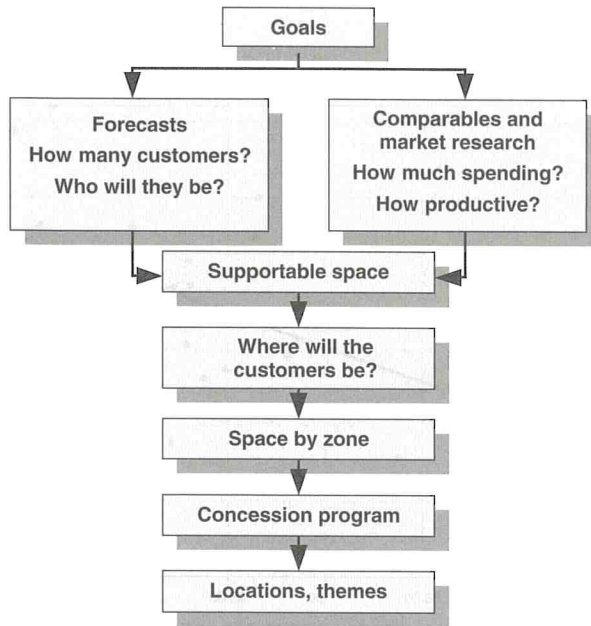 Goals
Forecasts
How many customers?
Who will they be?
Comparables and
market research
How much spending?
How productive?
Supportable space
Where will the
customers be?
Space by zone
Concession program
Locations, themes